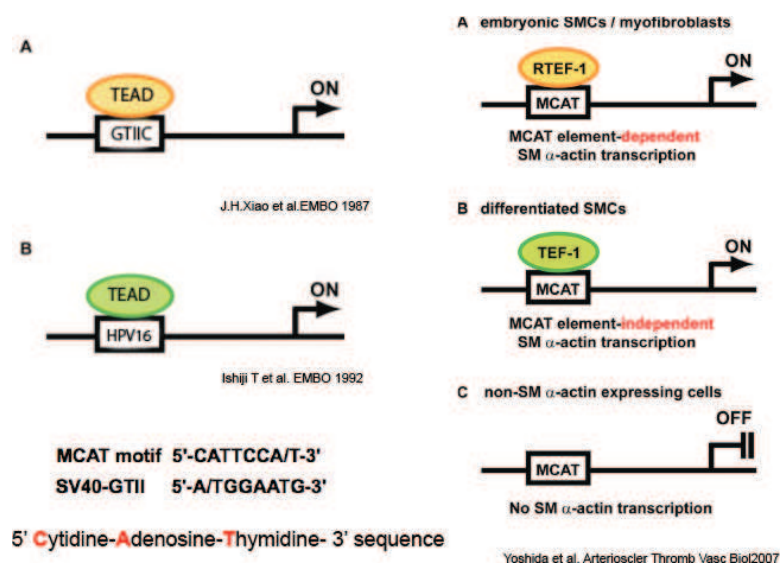 A
TEAD
GTIIC
ON
J.H.Xiao et al.EMBO 1987
B
TEAD
HPV16
ON
Ishiji T et al. EMBO 1992
MCAT motif 5'-CATTCCA/T-3'
SV40-GTII 5'-A/TGGAATG-3'
5' Cytidine-Adenosine-Thymidine- 3' sequence
A embryonic SMCs / myofibroblasts
RTEF-1
MCAT
ON
MCAT element-dependent
SM α-actin transcription
B differentiated SMCs
TEF-1
MCAT
ON
MCAT element-independent
SM α-actin transcription
C non-SM α-actin expressing cells
OFF
MCAT
No SM α-actin transcription
Yoshida et al. Arterioscler Thromb Vasc Biol2007